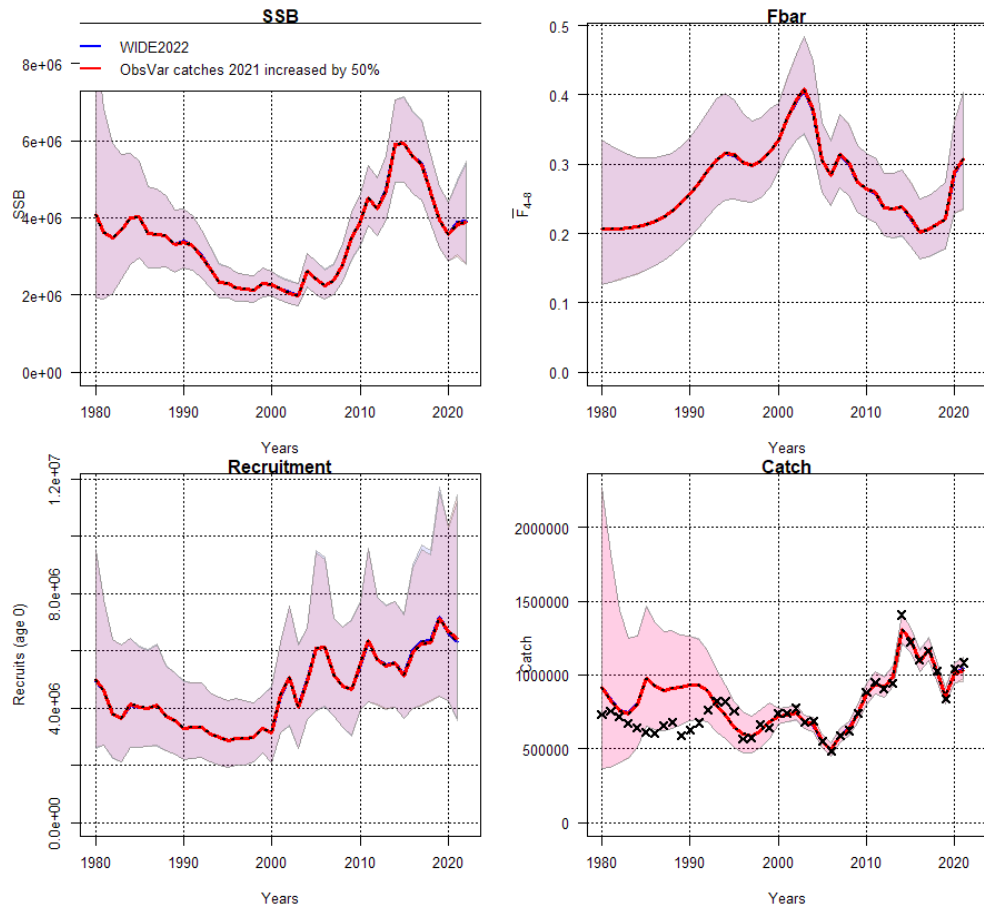 SSB
WIDE2022
ObsVar catches 2021 increased by 50%
8e+06
6e+06
4e+06
2e+06
0e+00
SSB
1980
1990
2000
2010
2020
Years
Fbar
0.5
0.4
0.3
0.2
0.1
0.0
F4-8
1980
1990
2000
2010
2020
Years
Recruitment
1.2e+07
8.0e+06
4.0e+06
0.0e+00
Recruits (age 0)
1980
1990
2000
2010
2020
Years
Catch
2000000
1500000
1000000
500000
0
Catch
1980
1990
2000
2010
2020
Years